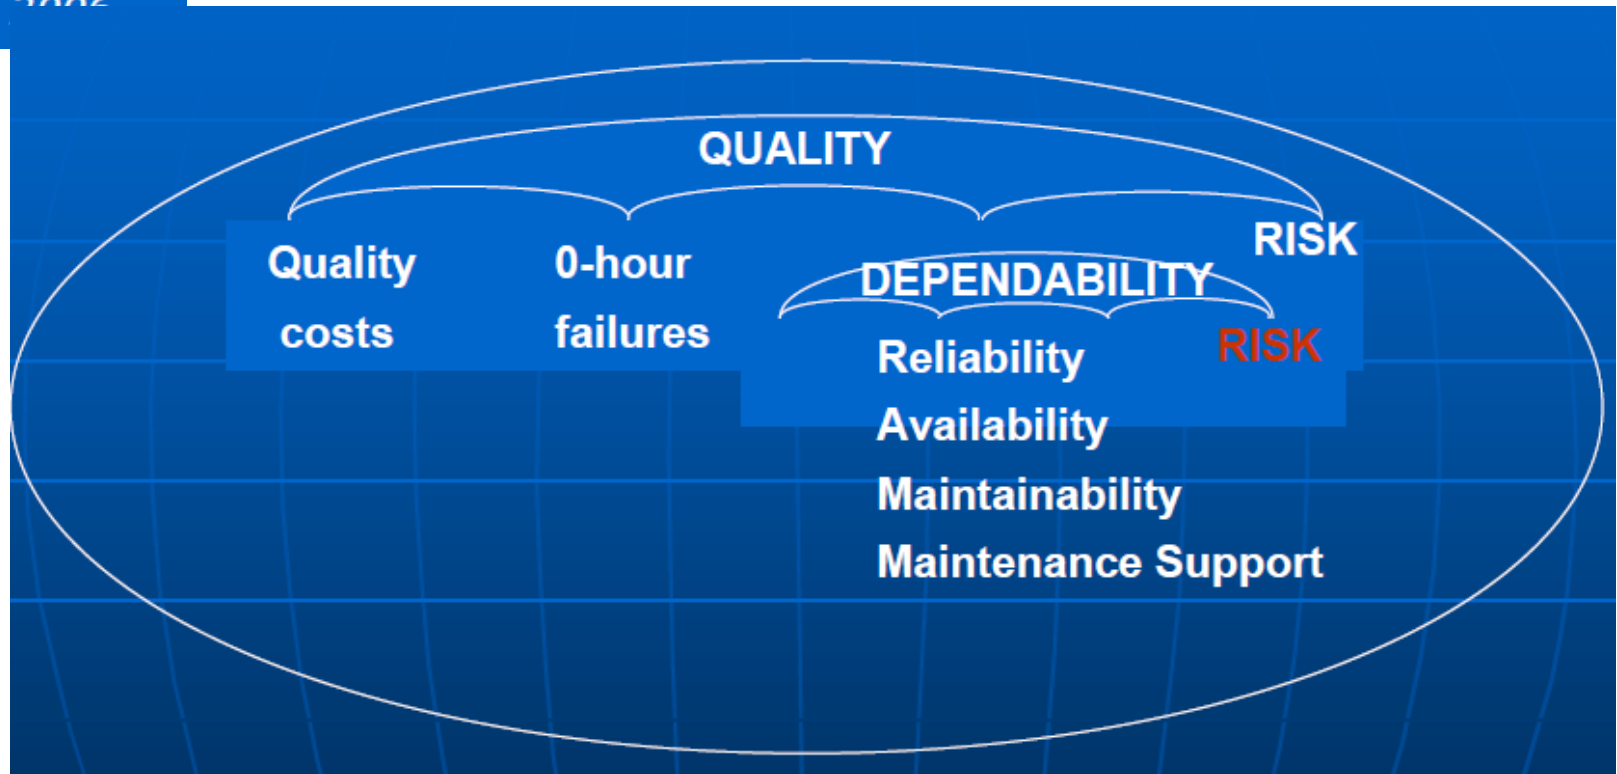 QUALITY
Quality
costs
0-hour
failures
RISK
DEPENDABILITY
RISK
Reliability
Availability
Maintainability
Maintenance Support